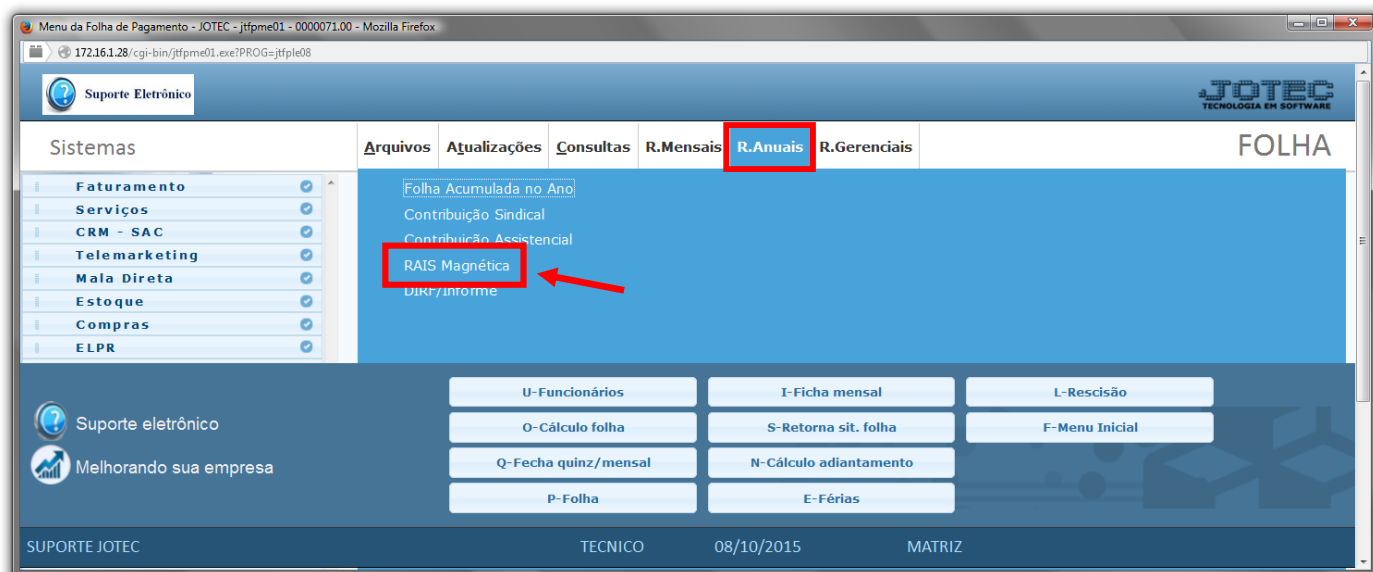 Menu da Folha de Pagamento - JOTEC - jtfpme01 - 0000071.00 - Mozilla Firefox
172.16.1.28/cgi-bin/jtfpme01.exe?PROG=jtfple08
Suporte Eletrônico
JOTEC
TECNOLOGIA EM SOFTWARE
Sistemas
Arquivos Atualizações Consultas R.Mensais R.Anuais R.Gerenciais
FOLHA
Faturamento
Serviços
CRM - SAC
Telemarketing
Mala Direta
Estoque
Compras
ELPR
Folha Acumulada no Ano
Contribuição Sindical
Contribuição Assistencial
RAIS Magnética
DIRF/Informe
Suporte eletrônico
Melhorando sua empresa
U-Funcionários I-Ficha mensal L-Rescisão
O-Cálculo folha S-Retorna sit. folha F-Menu Inicial
Q-Fecha quinz/mensal N-Cálculo adiantamento
P-Folha E-Férias
SUPORTE JOTEC TECNICO 08/10/2015 MATRIZ